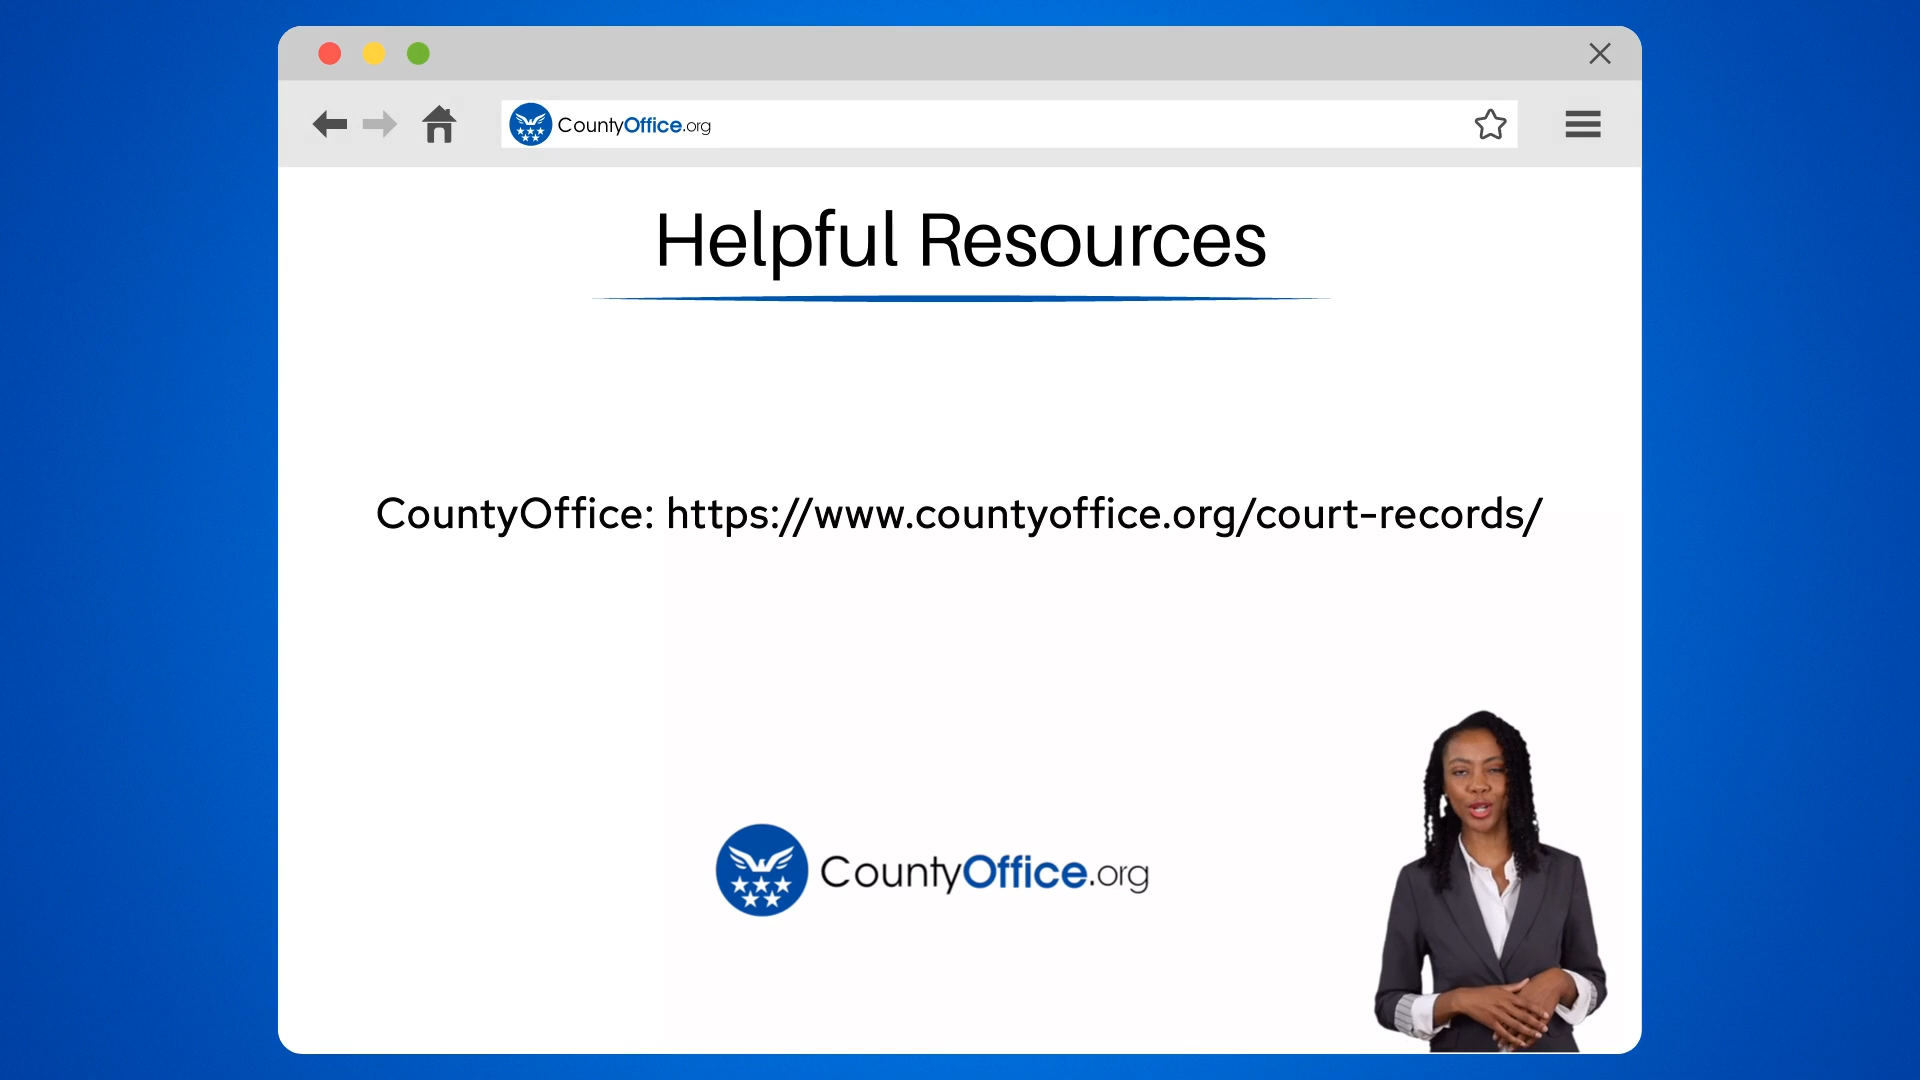 CountyOffice.org
Helpful Resources
CountyOffice: https://www.countyoffice.org/court-records/
CountyOffice.org